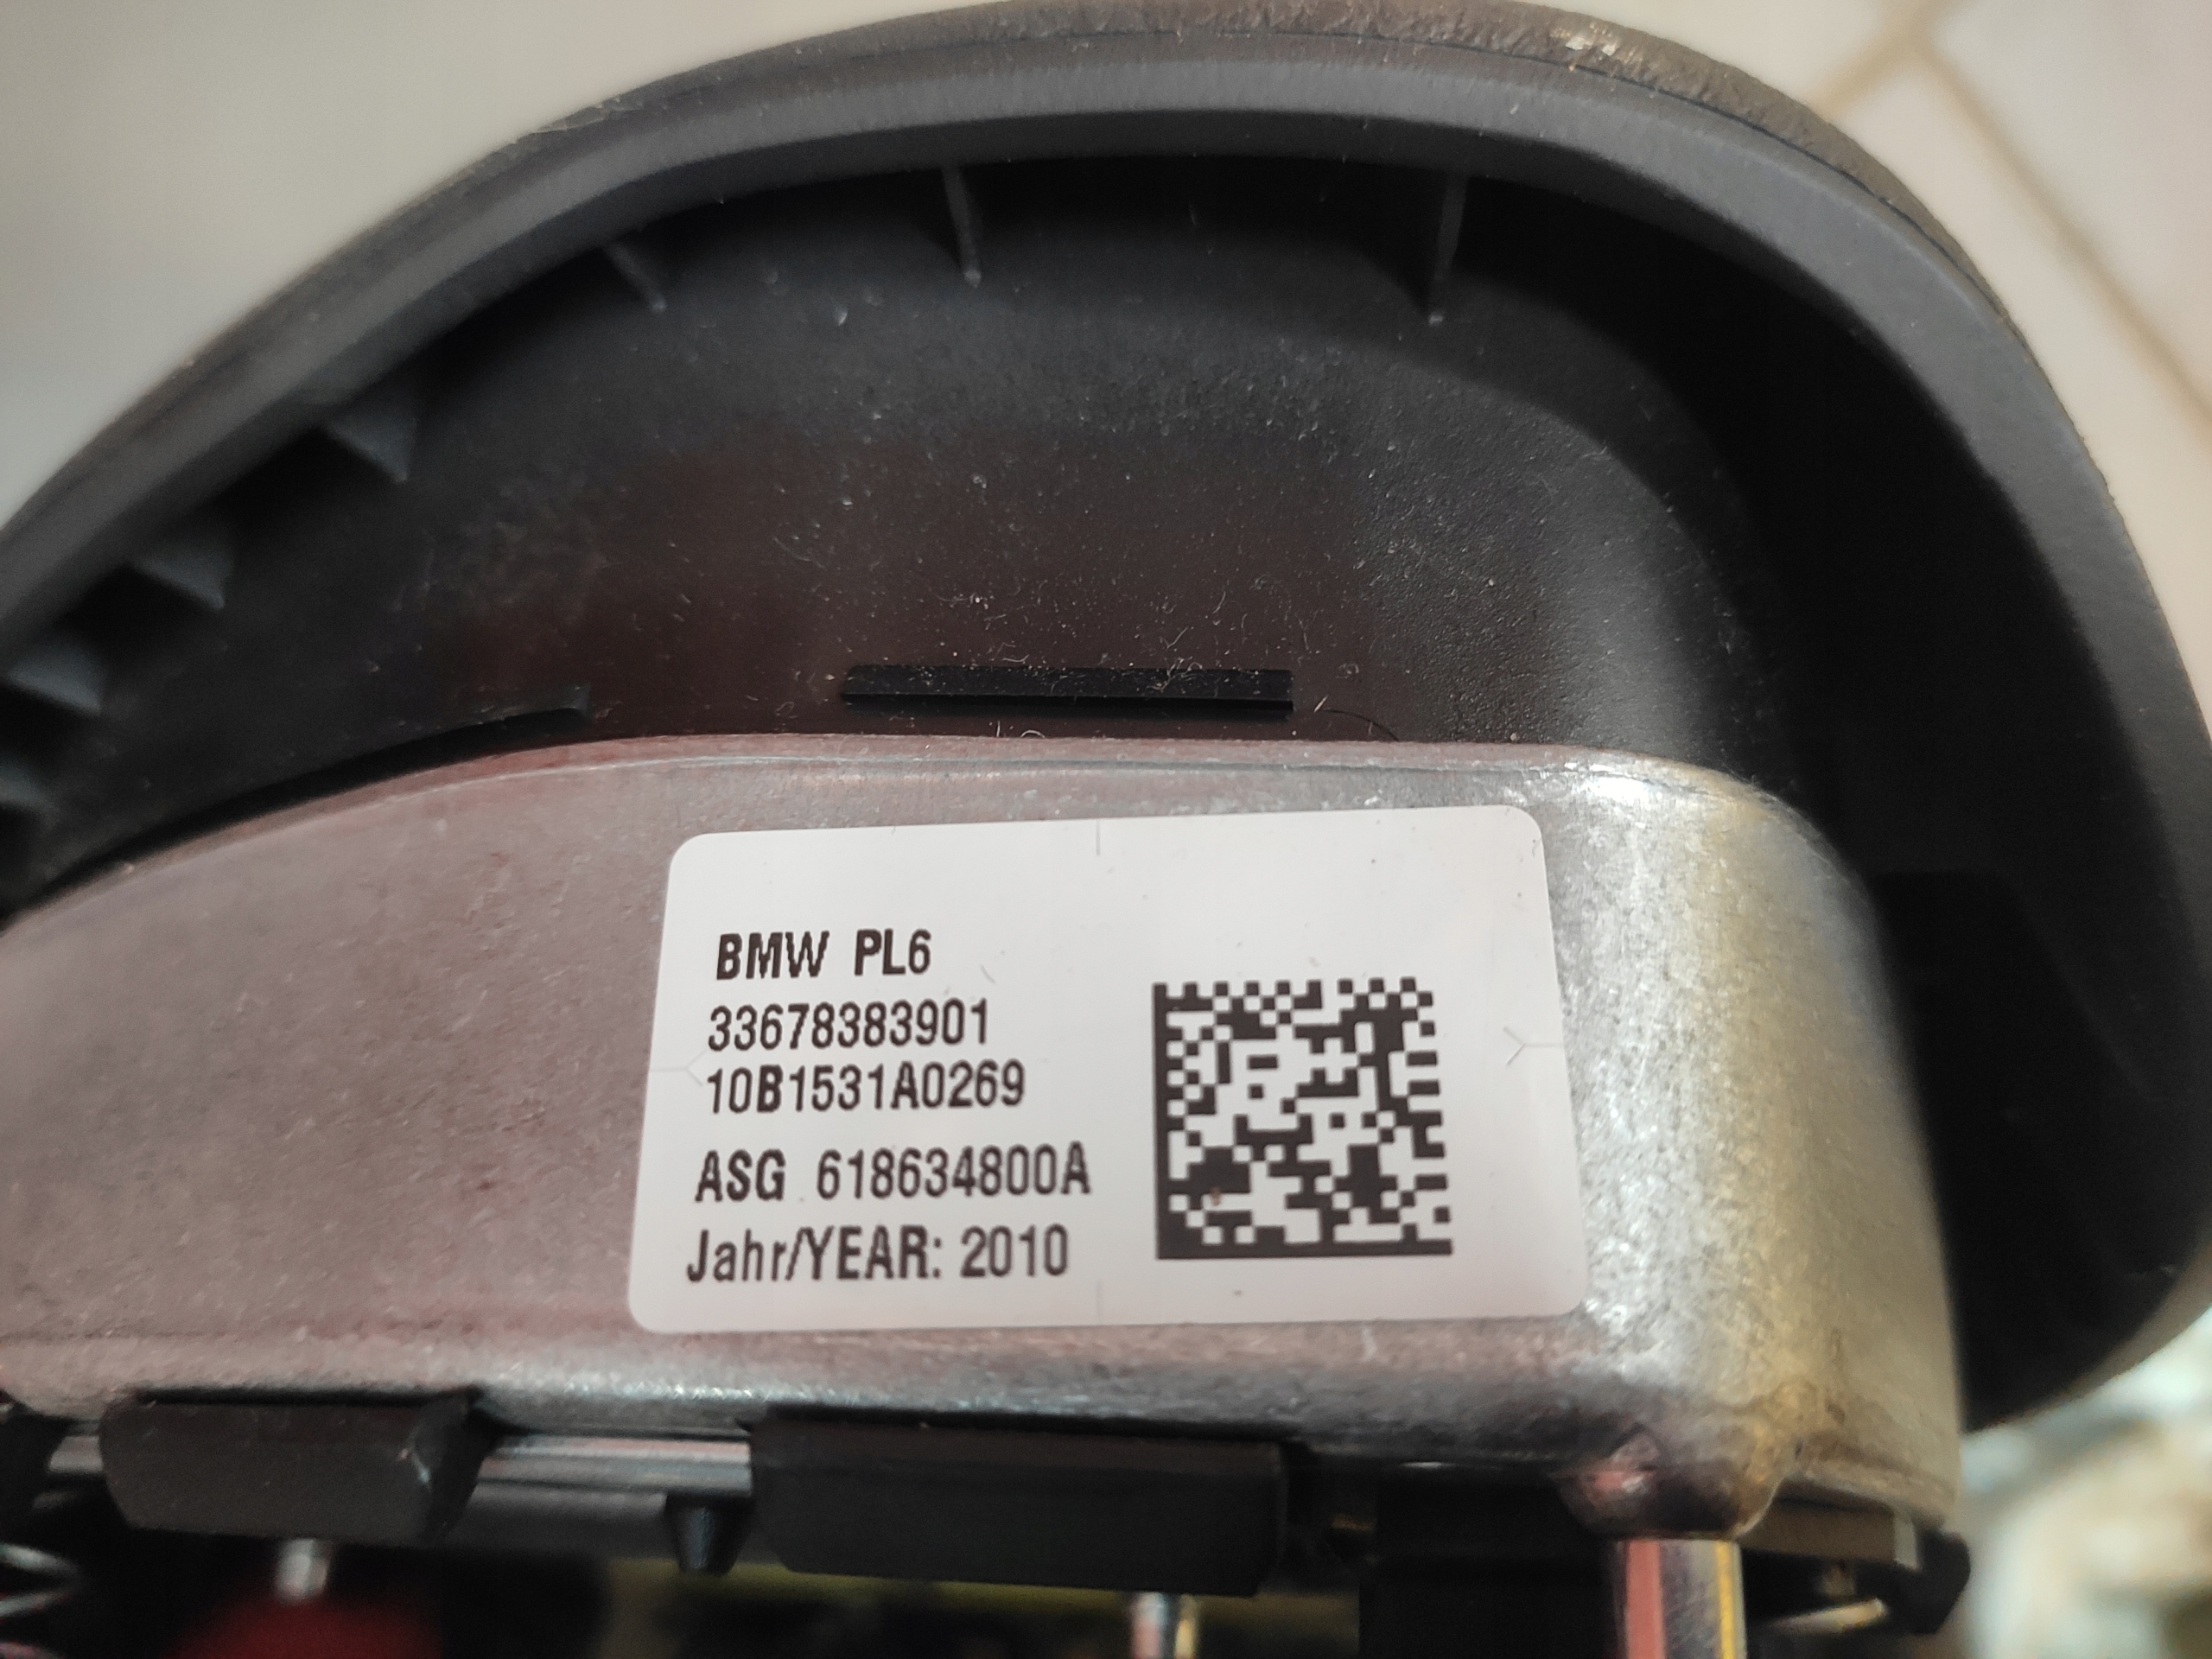 BMW PL6
33678383901
10B1531A0269
ASG 618634800A
Jahr/YEAR: 2010